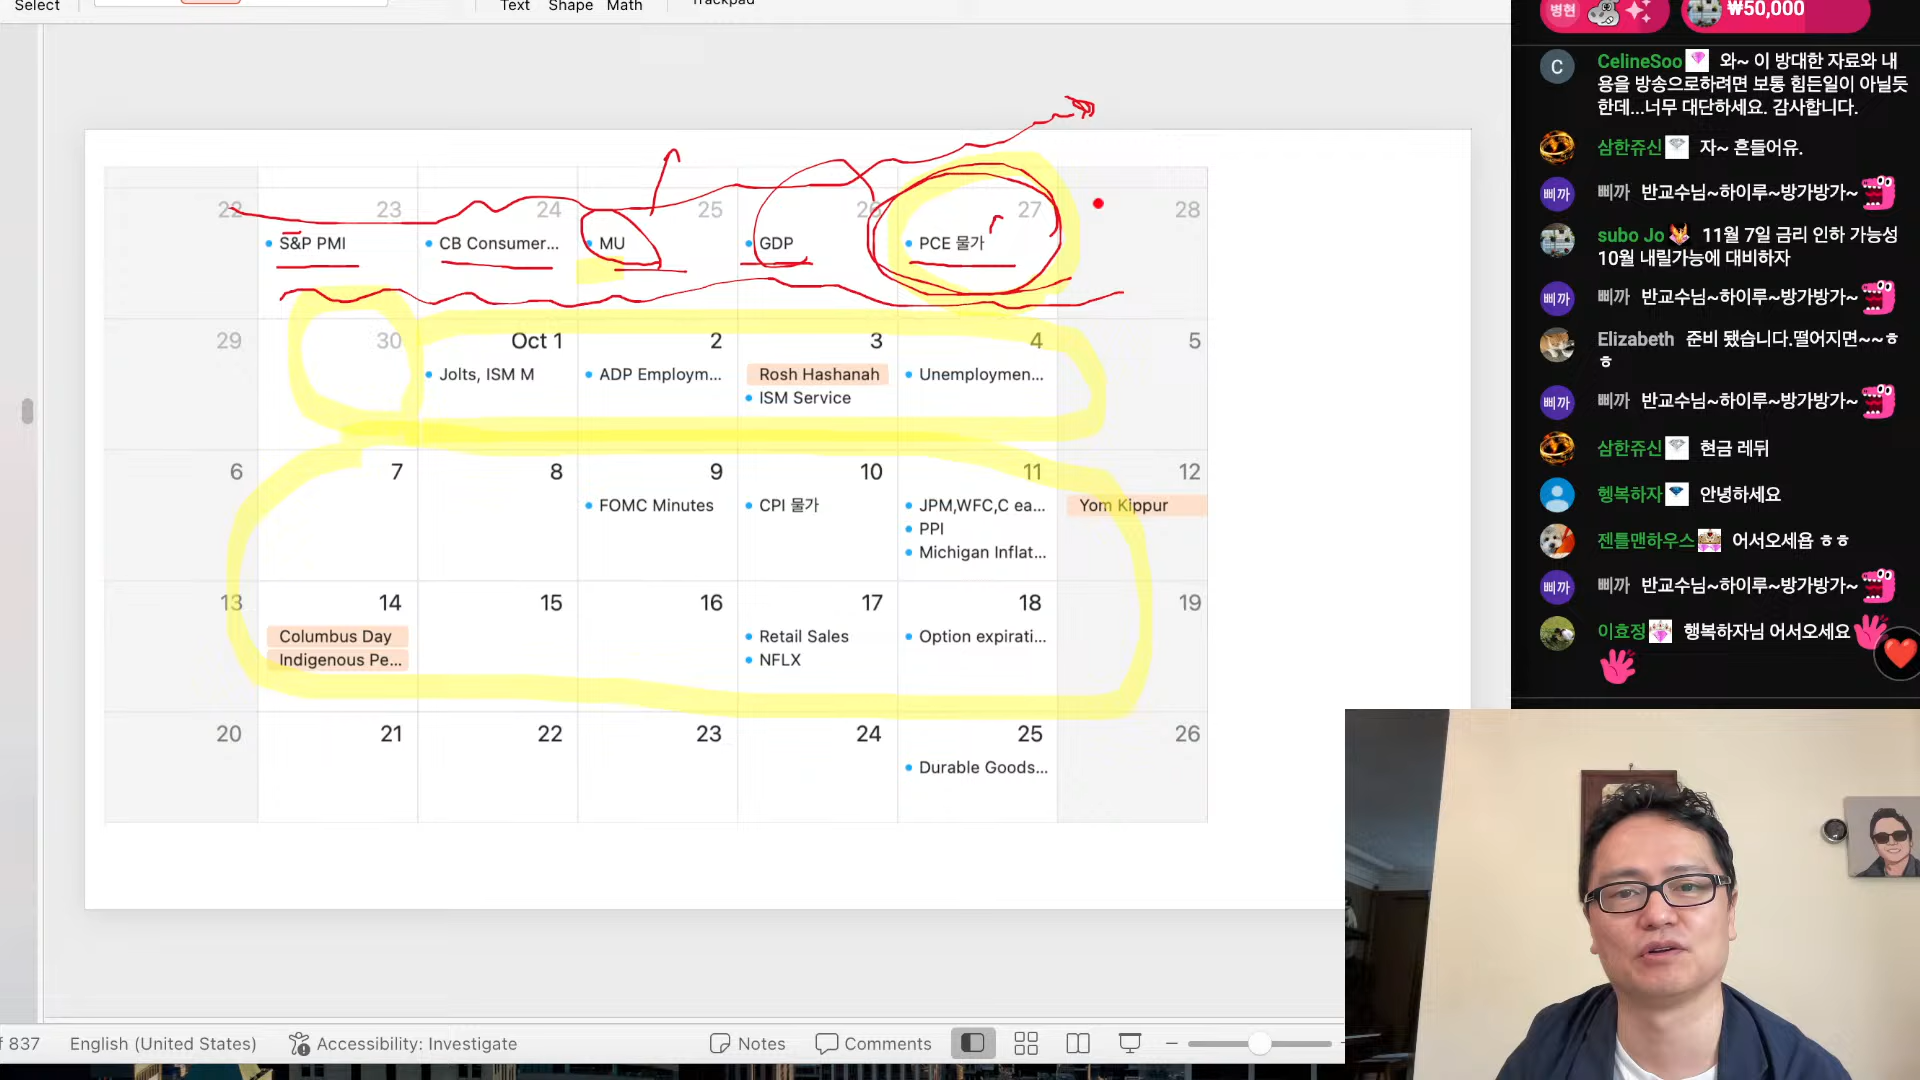 Select
Text Shape Math
Trackpad
22 23 24 25 26 27 28
S&P PMI
CB Consumer...
MU
GDP
PCE 물가
29 30 Oct 1 2 3 4 5
Jolts, ISM M
ADP Employm...
Rosh Hashanah
ISM Service
Unemploymen...
6 7 8 9 10 11 12
FOMC Minutes
CPI 물가
JPM,WFC,C ea...
PPI
Michigan Inflat...
Yom Kippur
13 14 15 16 17 18 19
Columbus Day
Indigenous Pe...
Retail Sales
NFLX
Option expirati...
20 21 22 23 24 25 26
Durable Goods...
f 837 English (United States) Accessibility: Investigate Notes Comments
병현
₩50,000
C CelineSoo 와~ 이 방대한 자료와 내
용을 방송으로하려면 보통 힘든일이 아닐듯
한데...너무 대단하세요. 감사합니다.
삼한쥬신 자~ 흔들어유.
삐까 삐까 반교수님~하이루~방가방가~
subo Jo 11월 7일 금리 인하 가능성
10월 내릴가능에 대비하자
삐까 삐까 반교수님~하이루~방가방가~
Elizabeth 준비 됐습니다.떨어지면~~ㅎ
ㅎ
삐까 삐까 반교수님~하이루~방가방가~
삼한쥬신 현금 레뒤
행복하자 안녕하세요
젠틀맨하우스 어서오세욥 ㅎㅎ
삐까 삐까 반교수님~하이루~방가방가~
이효정 행복하자님 어서오세요